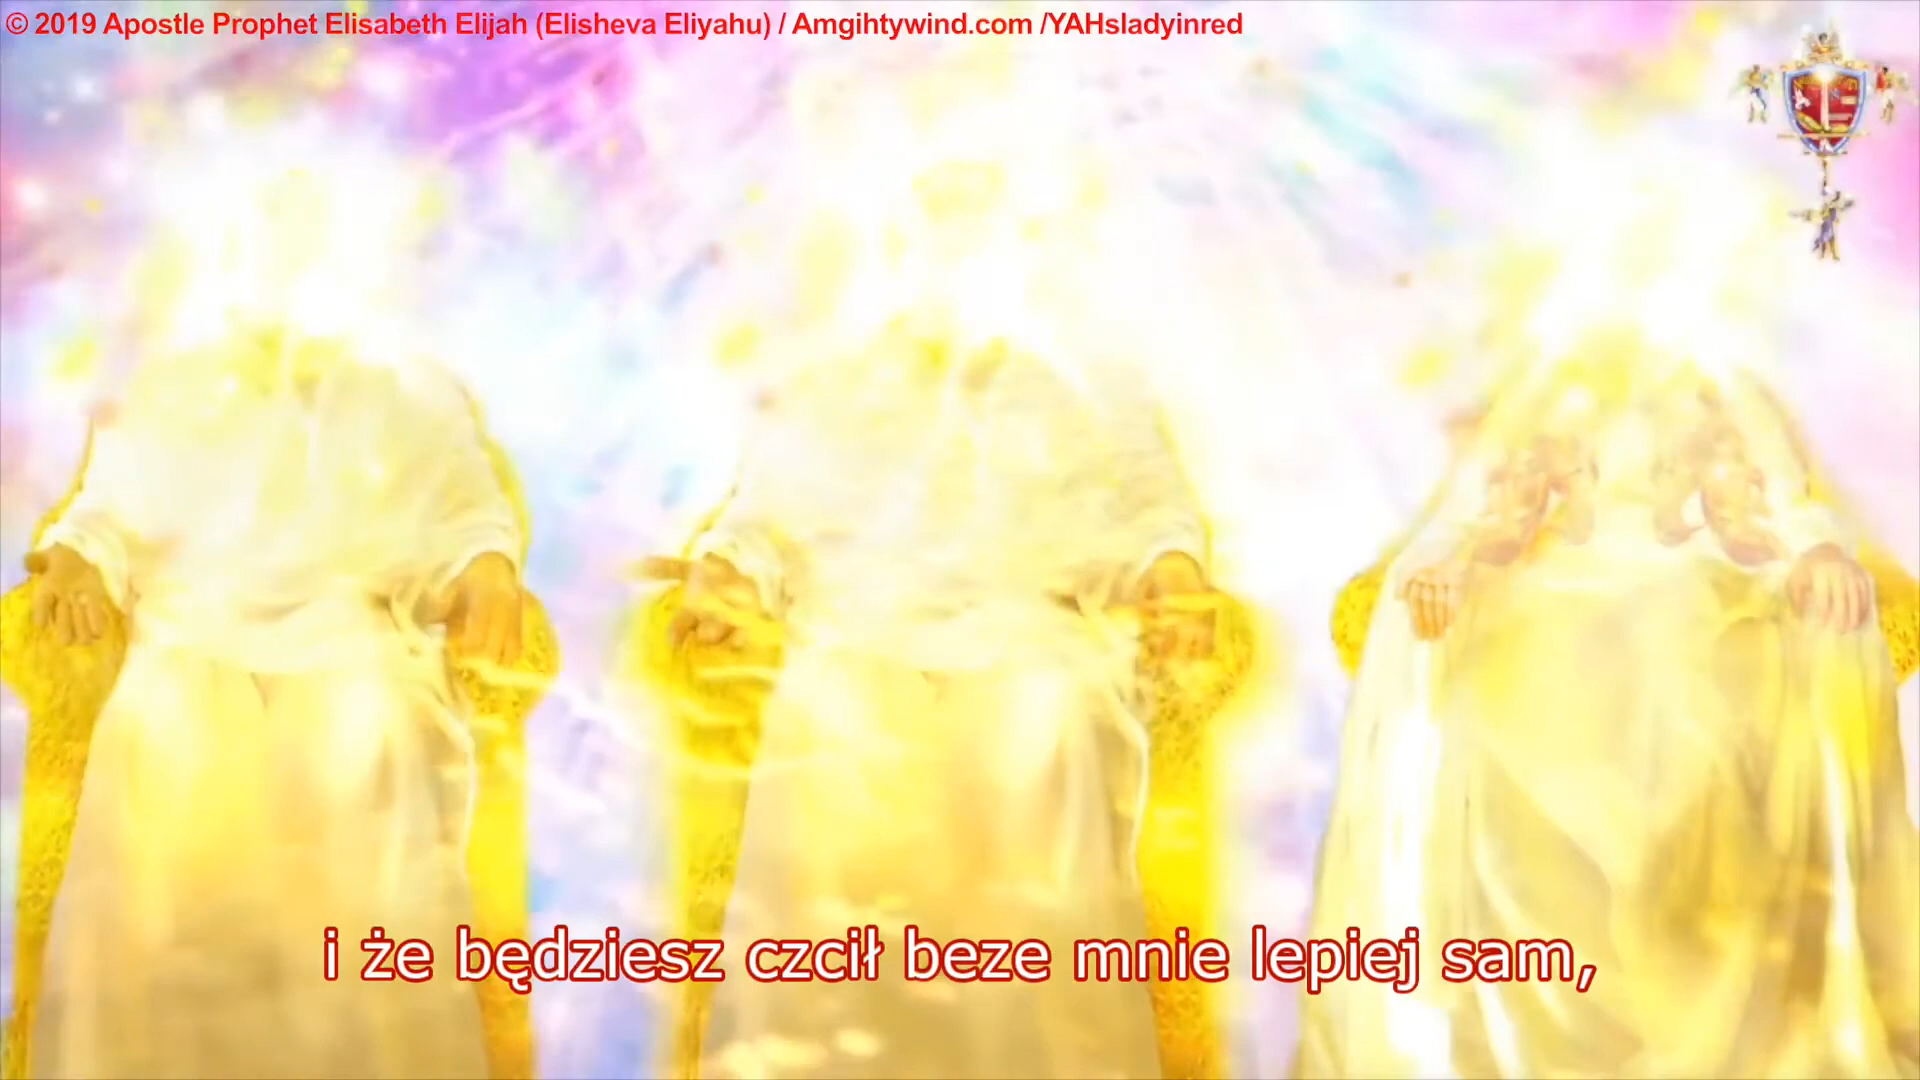 © 2019 Apostle Prophet Elisabeth Elijah (Elisheva Eliyahu) / Amgihtywind.com /YAHsladyinred
i że będziesz czcił beze mnie lepiej sam,